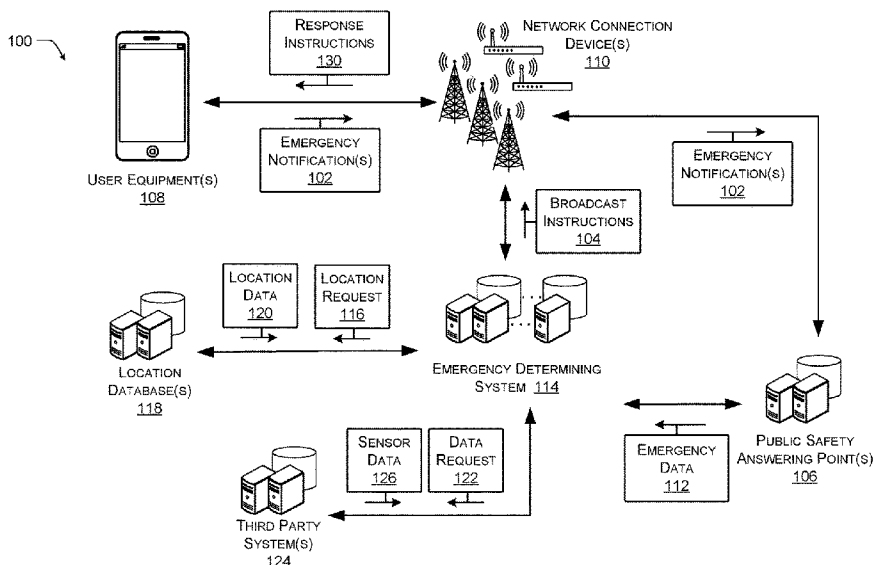 100
RESPONSE
INSTRUCTIONS
130
NETWORK CONNECTION
DEVICE(S)
110
EMERGENCY
NOTIFICATION(S)
102
USER EQUIPMENT(S)
108
EMERGENCY
NOTIFICATION(S)
102
BROADCAST
INSTRUCTIONS
104
LOCATION
DATA
120
LOCATION
REQUEST
116
LOCATION
DATABASE(S)
118
EMERGENCY DETERMINING
SYSTEM 114
SENSOR
DATA
126
DATA
REQUEST
122
THIRD PARTY
SYSTEM(S)
124
EMERGENCY
DATA
112
PUBLIC SAFETY
ANSWERING POINT(S)
106